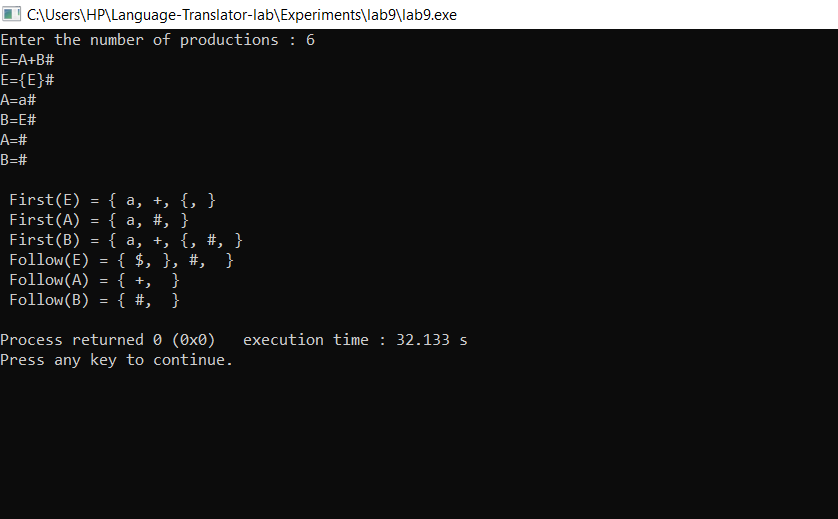 C:\Users\HP\Language-Translator-lab\Experiments\lab9\lab9.exe
Enter the number of productions : 6
E=A+B#
E={E}#
A=a#
B=E#
A=#
B=#
First(E) = { a, +, {, }
First(A) = { a, #, }
First(B) = { a, +, {, #, }
Follow(E) = { $, }, #,  }
Follow(A) = { +,  }
Follow(B) = { #,  }
Process returned 0 (0x0)   execution time : 32.133 s
Press any key to continue.